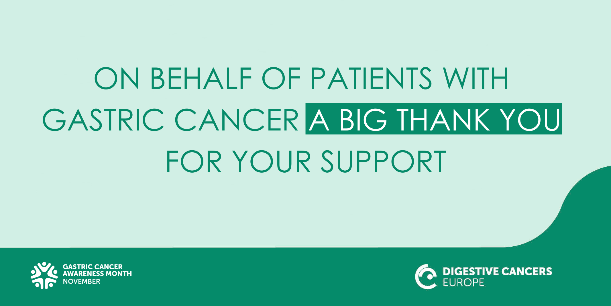 ON BEHALF OF PATIENTS WITH
GASTRIC CANCER A BIG THANK YOU
FOR YOUR SUPPORT
GASTRIC CANCER
AWARENESS MONTH
NOVEMBER
DIGESTIVE CANCERS
EUROPE